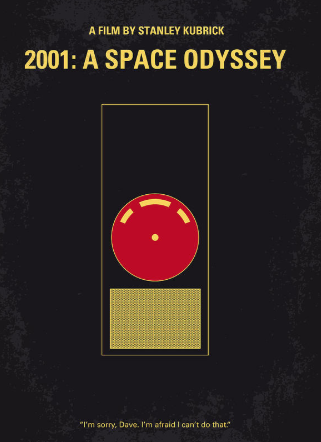 A FILM BY STANLEY KUBRICK
2001: A SPACE ODYSSEY
“I'm sorry, Dave. I'm afraid I can't do that.”